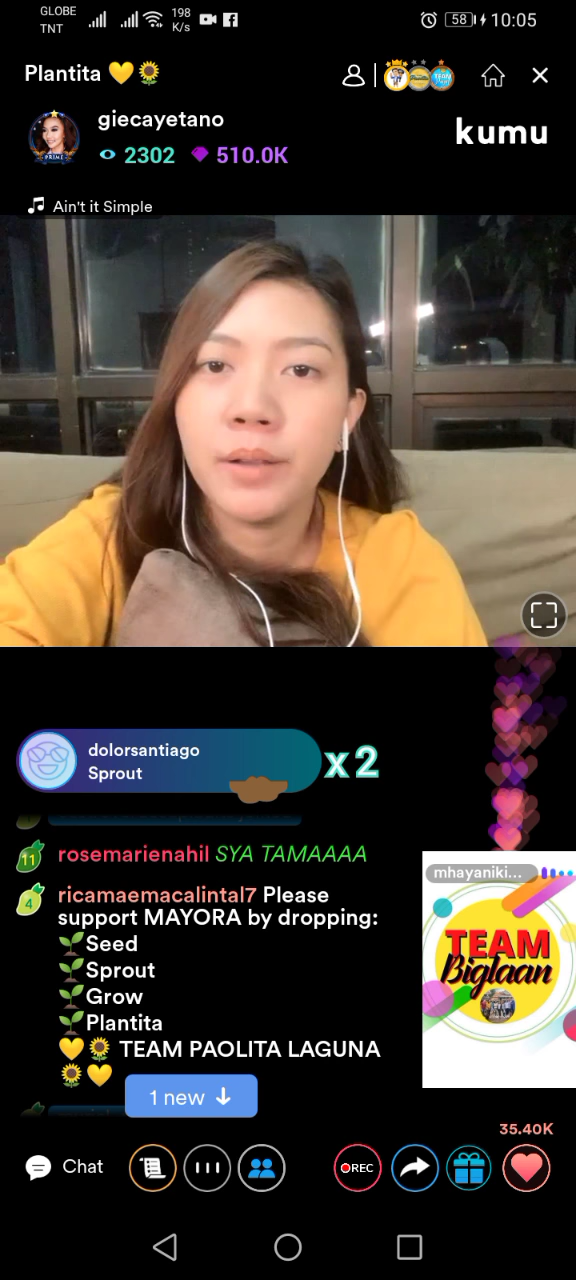 GLOBE
TNT
198
K/s
58
10:05
Plantita 💛🌻
giecayetano
kumu
PRIME
2302
510.0K
Ain't it Simple
dolorsantiago
Sprout
x2
11 rosemarienahil SYA TAMAAAA
4 ricamaemacalintal7 Please
support MAYORA by dropping:
🌱Seed
🌱Sprout
🌱Grow
🌱Plantita
💛🌻 TEAM PAOLITA LAGUNA
🌻💛
mhayaniki...
TEAM
Biglaan
1 new
35.40K
Chat
REC